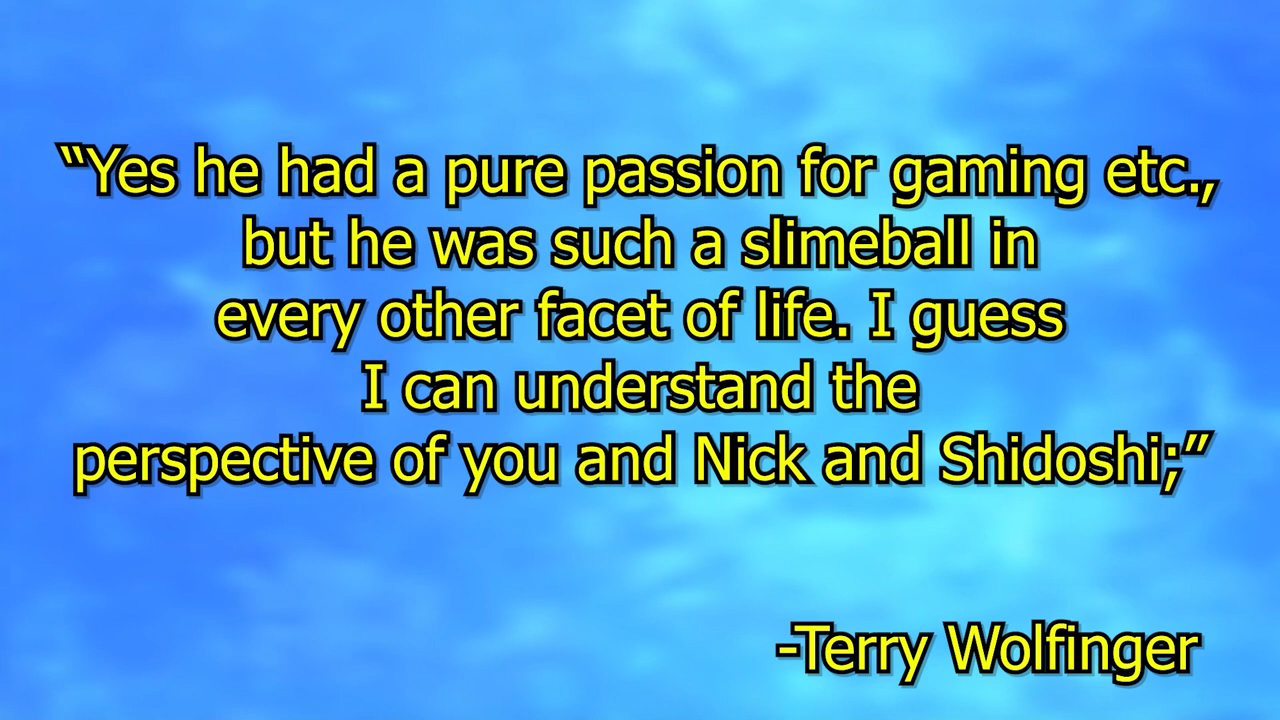 “Yes he had a pure passion for gaming etc.,
but he was such a slimeball in
every other facet of life. I guess
I can understand the
perspective of you and Nick and Shidoshi;”
-Terry Wolfinger